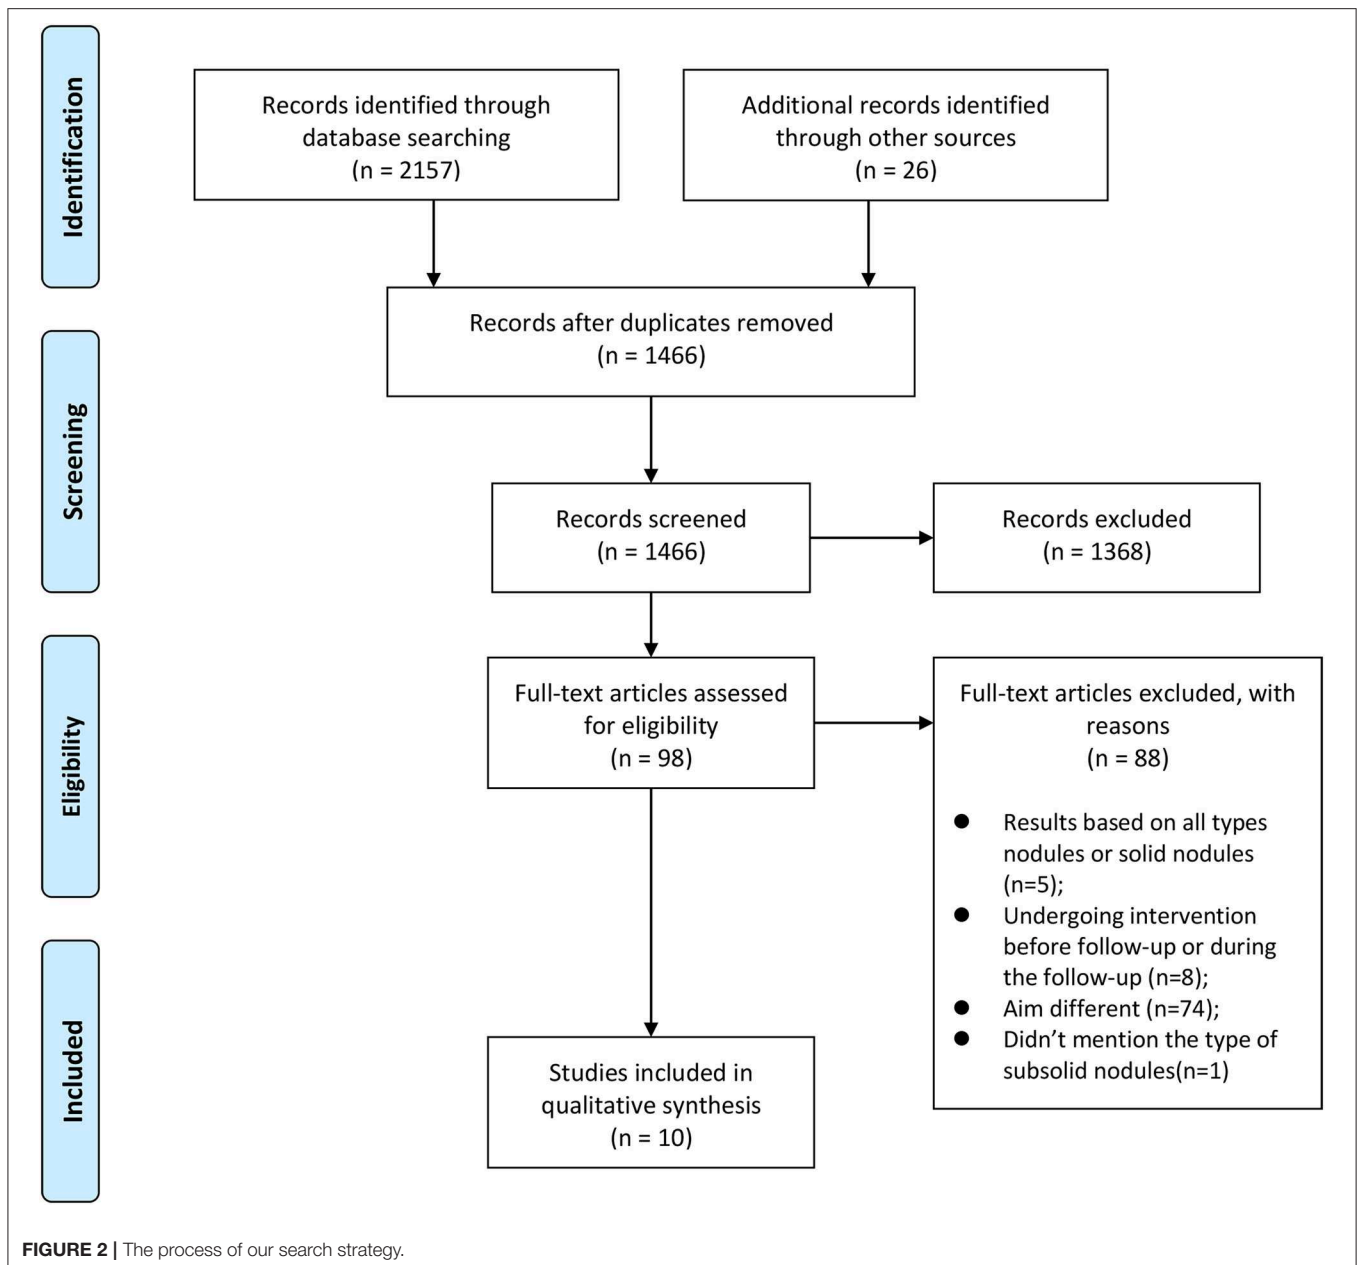 Identification
Records identified through
database searching
(n = 2157)
Additional records identified
through other sources
(n = 26)
Records after duplicates removed
(n = 1466)
Screening
Records screened
(n = 1466)
Records excluded
(n = 1368)
Eligibility
Full-text articles assessed
for eligibility
(n = 98)
Full-text articles excluded, with
reasons
(n = 88)
● Results based on all types
nodules or solid nodules
(n=5);
● Undergoing intervention
before follow-up or during
the follow-up (n=8);
● Aim different (n=74);
● Didn’t mention the type of
subsolid nodules(n=1)
Included
Studies included in
qualitative synthesis
(n = 10)
FIGURE 2 | The process of our search strategy.